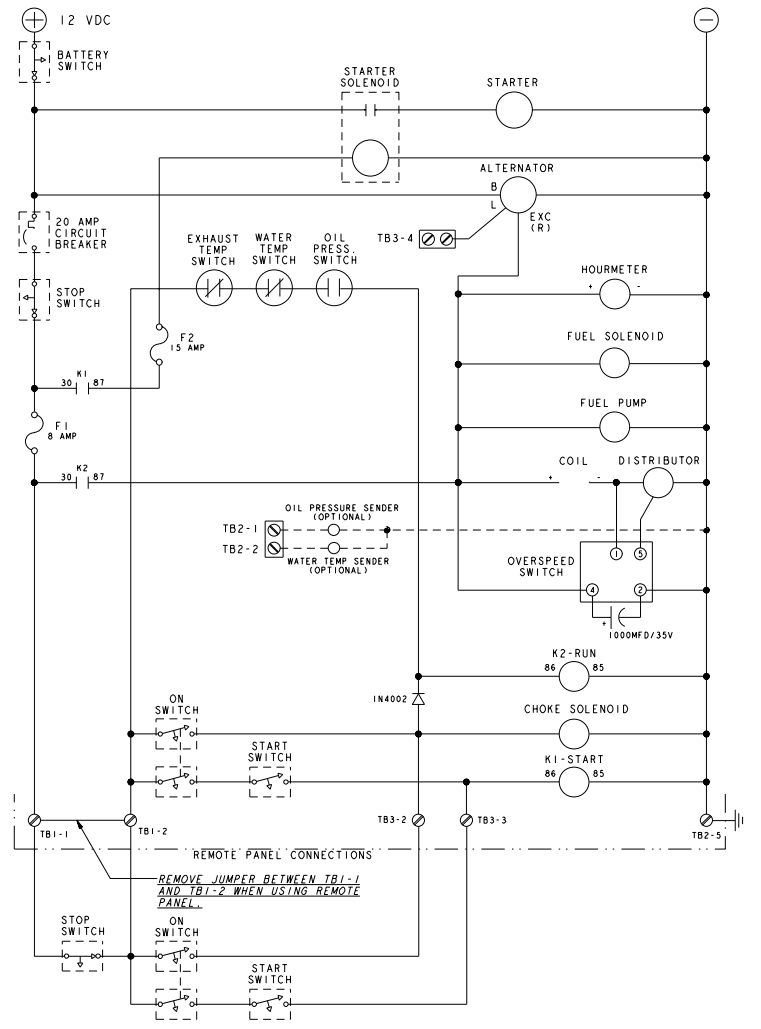 12 VDC
BATTERY
SWITCH
STARTER
SOLENOID
STARTER
ALTERNATOR
B
L
EXC
(R)
TB3-4
20 AMP
CIRCUIT
BREAKER
EXHAUST
TEMP
SWITCH
WATER
TEMP
SWITCH
OIL
PRESS.
SWITCH
HOURMETER
+ -
STOP
SWITCH
F2
15 AMP
FUEL SOLENOID
K1
30 87
FUEL PUMP
F1
8 AMP
COIL
+ -
DISTRIBUTOR
K2
30 87
OIL PRESSURE SENDER
(OPTIONAL)
TB2-1
TB2-2
WATER TEMP SENDER
(OPTIONAL)
OVERSPEED
SWITCH
1 5
4 2
+
1000MFD/35V
K2-RUN
86 85
1N4002
ON
SWITCH
CHOKE SOLENOID
START
SWITCH
K1-START
86 85
TB1-1
TB1-2
TB3-2
TB3-3
TB2-5
REMOTE PANEL CONNECTIONS
REMOVE JUMPER BETWEEN TB1-1
AND TB1-2 WHEN USING REMOTE
PANEL.
STOP
SWITCH
ON
SWITCH
START
SWITCH